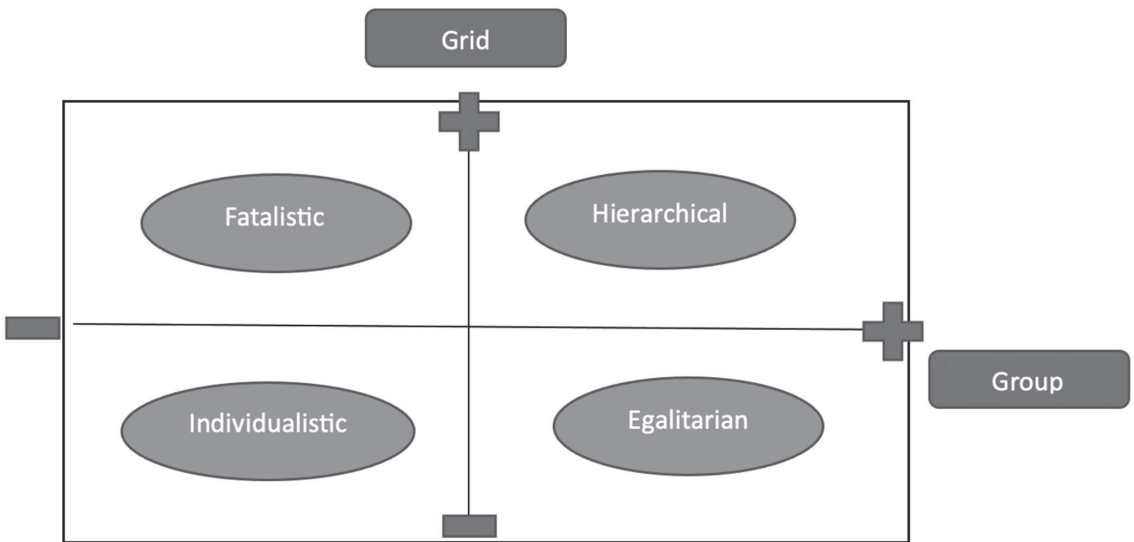 Grid
Fatalistic
Hierarchical
Group
Individualistic
Egalitarian